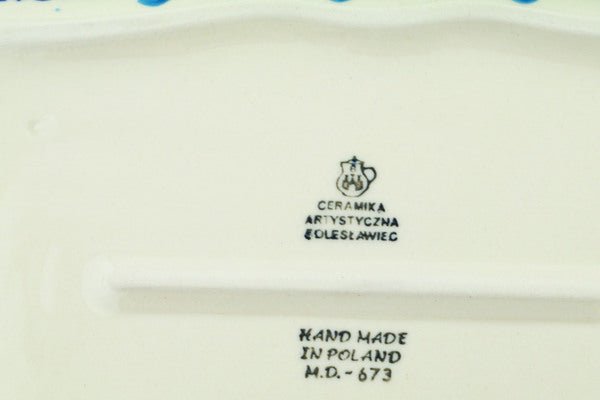 CERAMIKA
ARTYSTYCZNA
BOLESŁAWIEC
HAND MADE
IN POLAND
M.D.-673